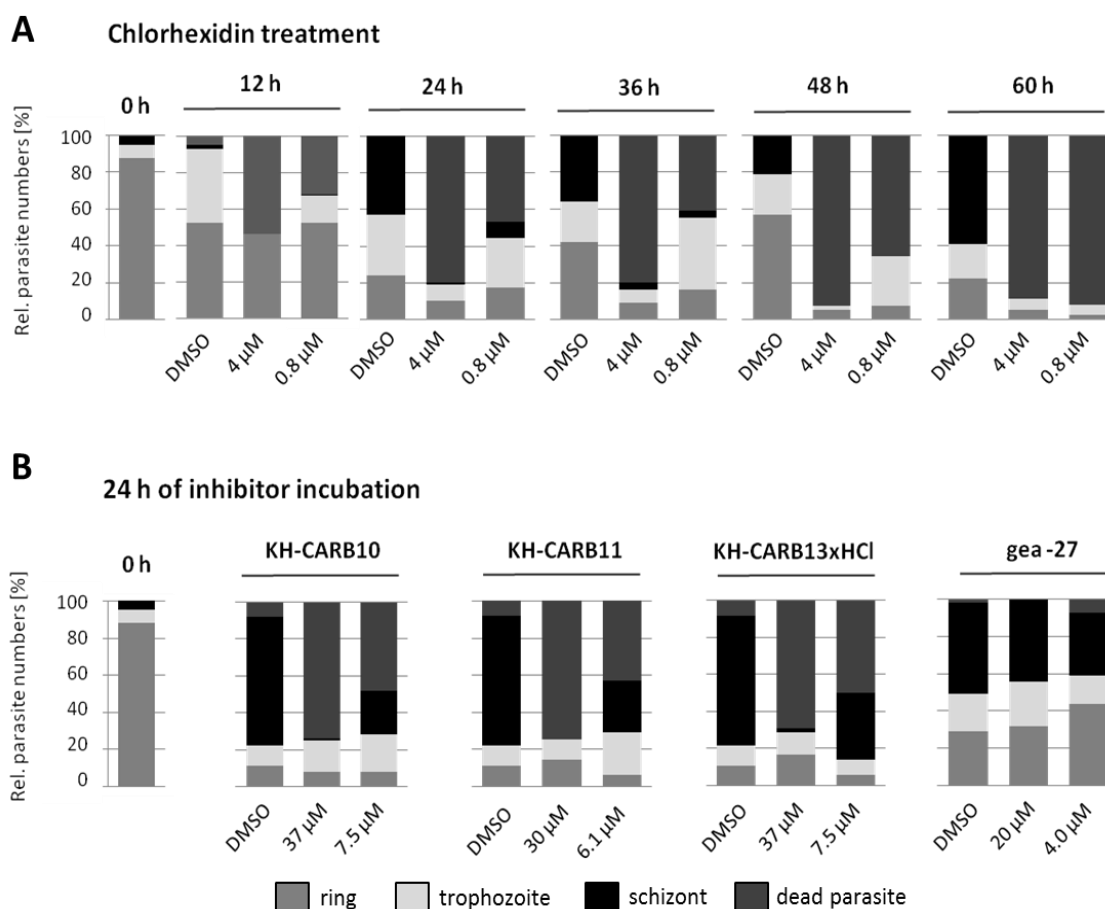 A
Chlorhexidin treatment
0 h
12 h
24 h
36 h
48 h
60 h
Rel. parasite numbers [%]
100
80
60
40
20
0
DMSO
4 µM
0.8 µM
DMSO
4 µM
0.8 µM
DMSO
4 µM
0.8 µM
DMSO
4 µM
0.8 µM
DMSO
4 µM
0.8 µM
B
24 h of inhibitor incubation
0 h
KH-CARB10
KH-CARB11
KH-CARB13xHCl
gea -27
Rel. parasite numbers [%]
100
80
60
40
20
0
DMSO
37 µM
7.5 µM
DMSO
30 µM
6.1 µM
DMSO
37 µM
7.5 µM
DMSO
20 µM
4.0 µM
ring
trophozoite
schizont
dead parasite